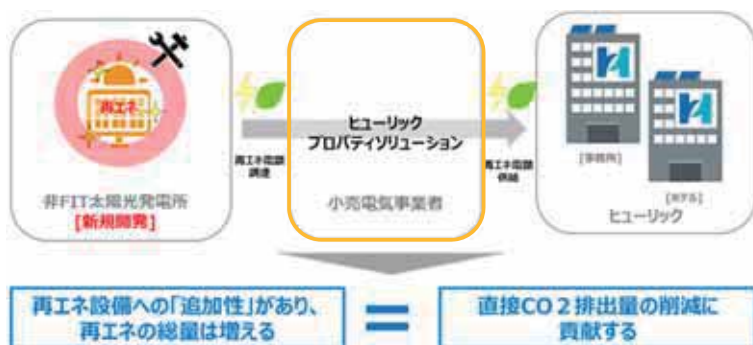 再エネ
非FIT太陽光発電所
[新規開発]
再エネ電源
調達
ヒューリック
プロパティソリューション
小売電気事業者
再エネ電源
供給
[事務所]
[ホテル]
ヒューリック
再エネ設備への「追加性」があり、
再エネの総量は増える
=
直接CO2排出量の削減に
貢献する